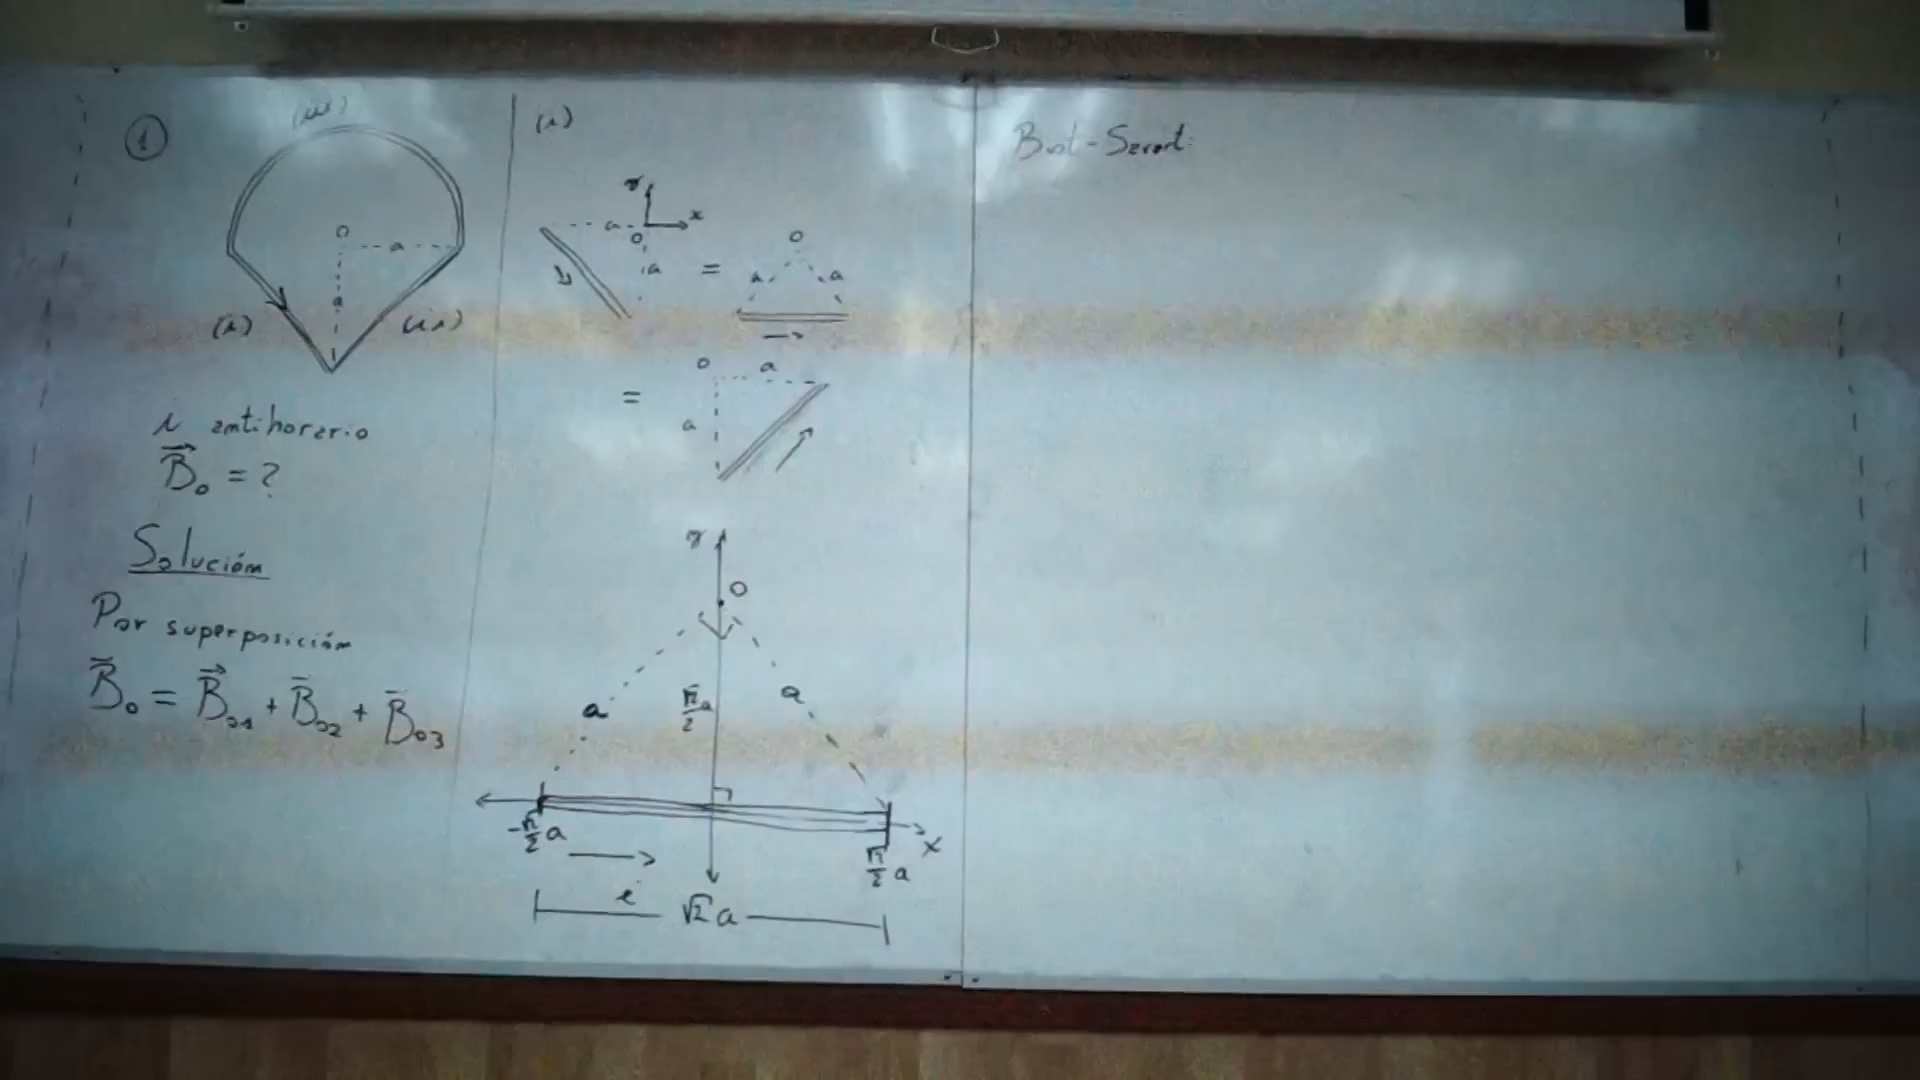 ①
(iii)
O
a
a
(i)
(ii)
i antihorario
B⃗₀ = ?
Solución
Por superposición
B⃗₀ = B⃗₀₁ + B̄₀₂ + B̄₀₃
(i)
y
x
a
O
a
=
O
a
a
=
O
a
a
y
O
a
√2/2 a
a
-√2/2 a
√2/2 a
x
i
√2 a
Biot-Savart: